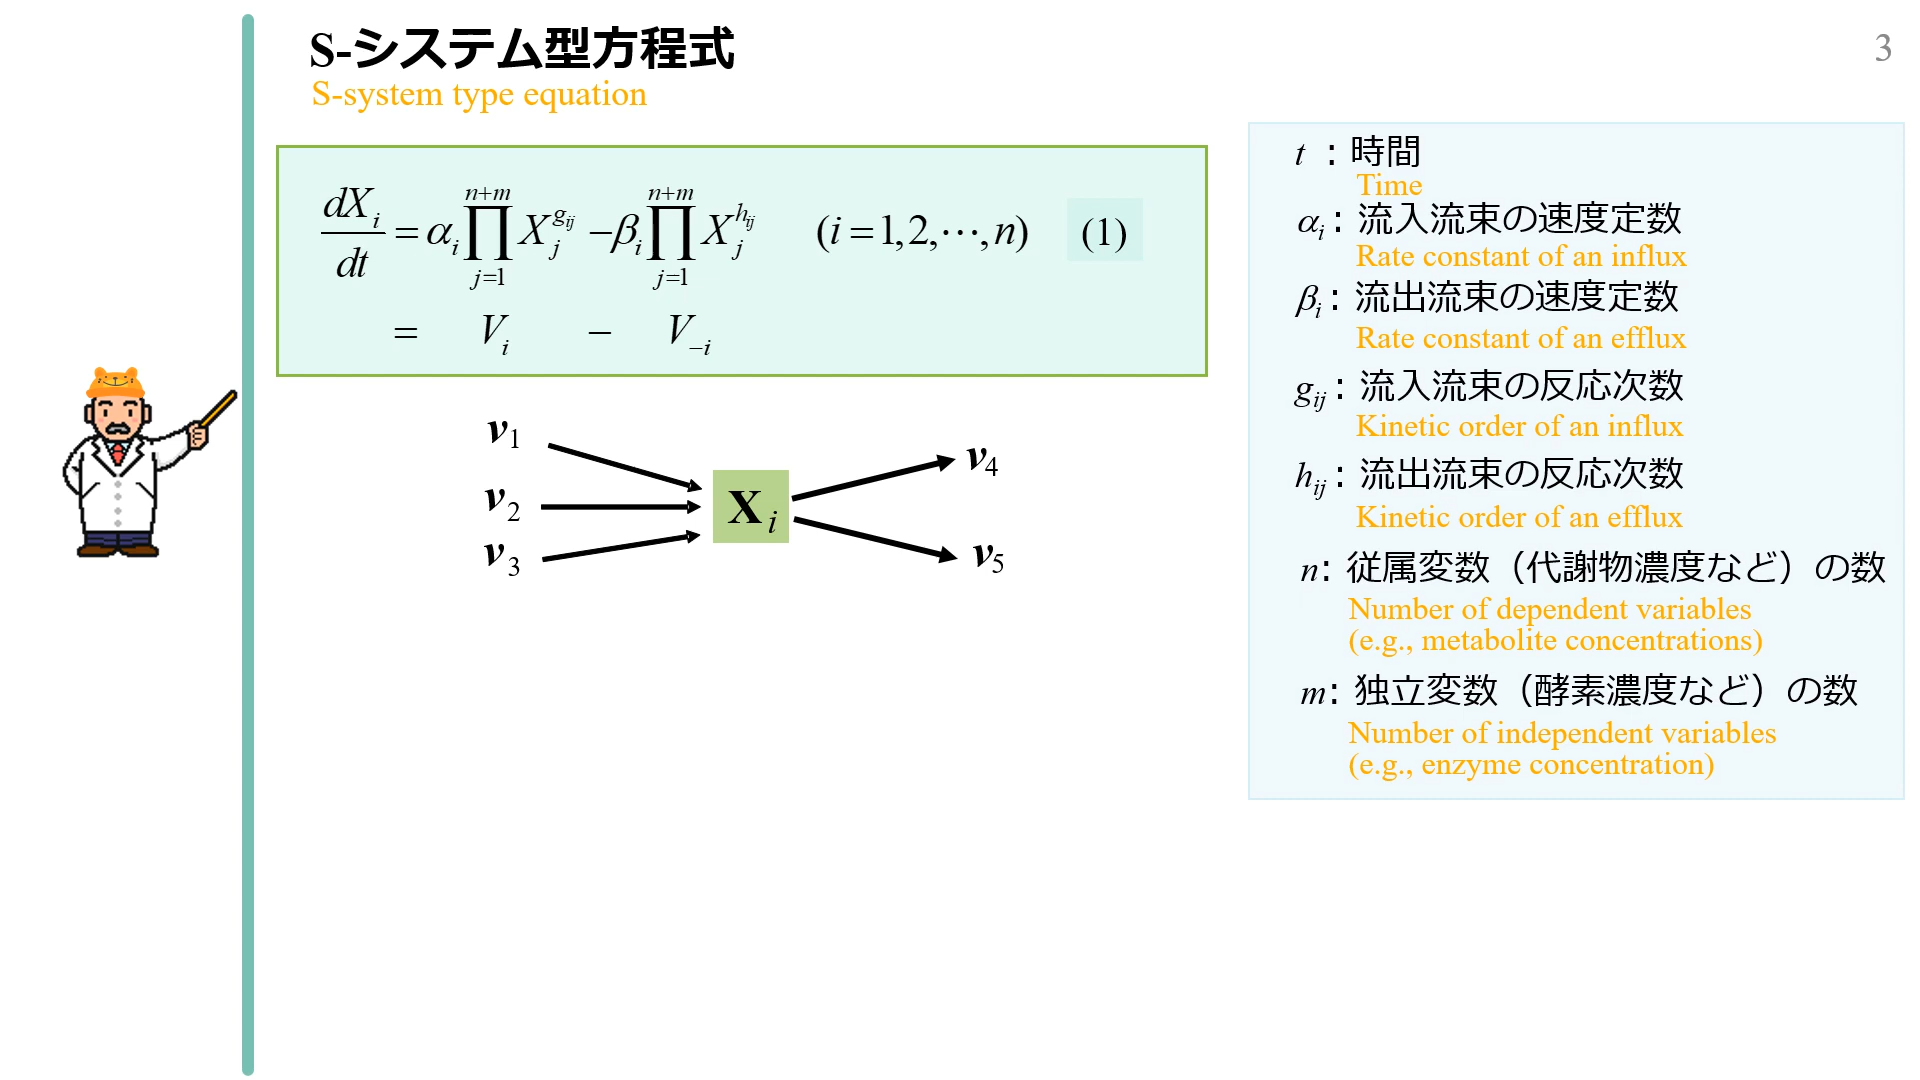 S-システム型方程式
3
S-system type equation
dX_i/dt = α_i ∏_{j=1}^{n+m} X_j^{g_ij} − β_i ∏_{j=1}^{n+m} X_j^{h_ij} (i = 1, 2, ⋯, n) (1)
= V_i − V_{−i}
v1
v2
v3
X_i
v4
v5
t : 時間
Time
α_i : 流入流束の速度定数
Rate constant of an influx
β_i : 流出流束の速度定数
Rate constant of an efflux
g_ij : 流入流束の反応次数
Kinetic order of an influx
h_ij : 流出流束の反応次数
Kinetic order of an efflux
n: 従属変数（代謝物濃度など）の数
Number of dependent variables
(e.g., metabolite concentrations)
m: 独立変数（酵素濃度など）の数
Number of independent variables
(e.g., enzyme concentration)